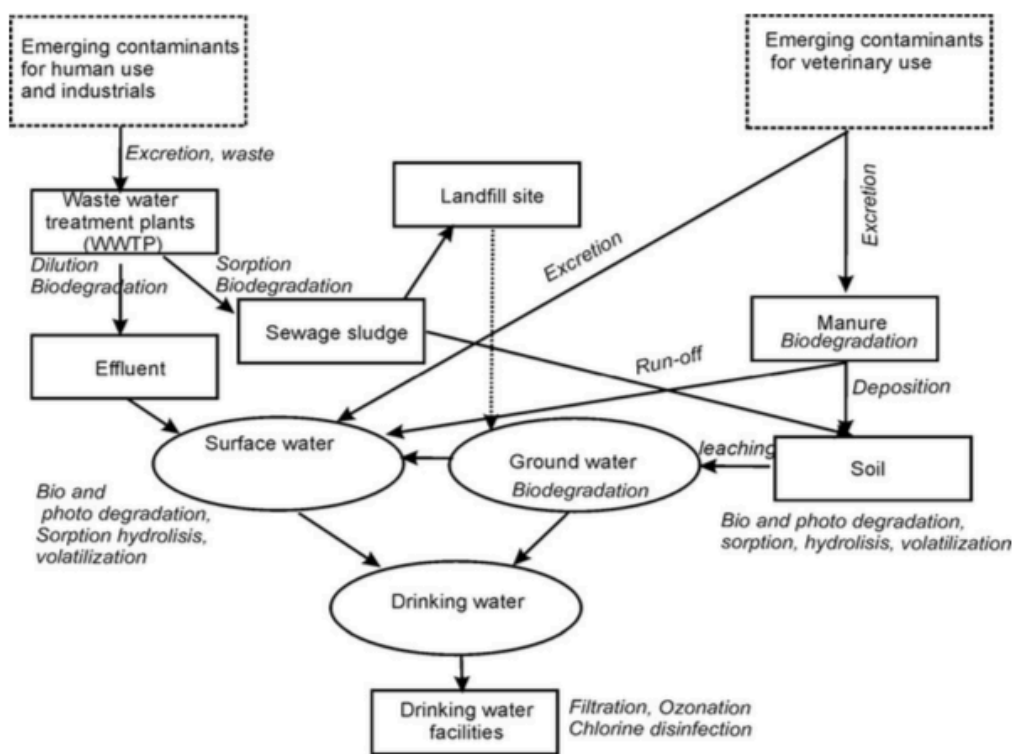 Emerging contaminants
for human use
and industrials
Emerging contaminants
for veterinary use
Excretion, waste
Waste water
treatment plants
(WWTP)
Landfill site
Excretion
Excretion
Dilution
Biodegradation
Sorption
Biodegradation
Sewage sludge
Manure
Biodegradation
Effluent
Run-off
Deposition
Surface water
Ground water
Biodegradation
leaching
Soil
Bio and
photo degradation,
Sorption hydrolisis,
volatilization
Bio and photo degradation,
sorption, hydrolisis, volatilization
Drinking water
Drinking water
facilities
Filtration, Ozonation
Chlorine disinfection